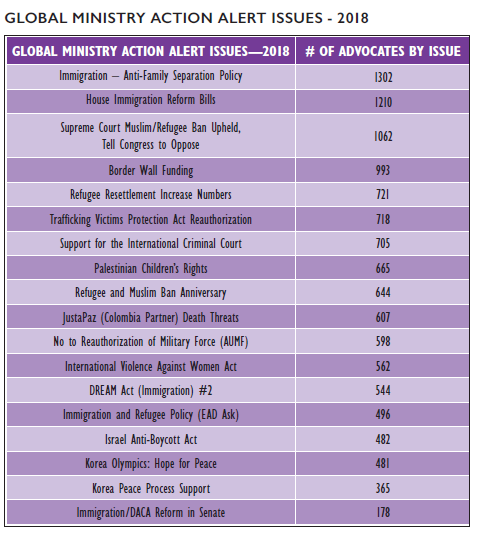 GLOBAL MINISTRY ACTION ALERT ISSUES - 2018
GLOBAL MINISTRY ACTION ALERT ISSUES—2018 # OF ADVOCATES BY ISSUE
Immigration – Anti-Family Separation Policy 1302
House Immigration Reform Bills 1210
Supreme Court Muslim/Refugee Ban Upheld,
Tell Congress to Oppose 1062
Border Wall Funding 993
Refugee Resettlement Increase Numbers 721
Trafficking Victims Protection Act Reauthorization 718
Support for the International Criminal Court 705
Palestinian Children's Rights 665
Refugee and Muslim Ban Anniversary 644
JustaPaz (Colombia Partner) Death Threats 607
No to Reauthorization of Military Force (AUMF) 598
International Violence Against Women Act 562
DREAM Act (Immigration) #2 544
Immigration and Refugee Policy (EAD Ask) 496
Israel Anti-Boycott Act 482
Korea Olympics: Hope for Peace 481
Korea Peace Process Support 365
Immigration/DACA Reform in Senate 178